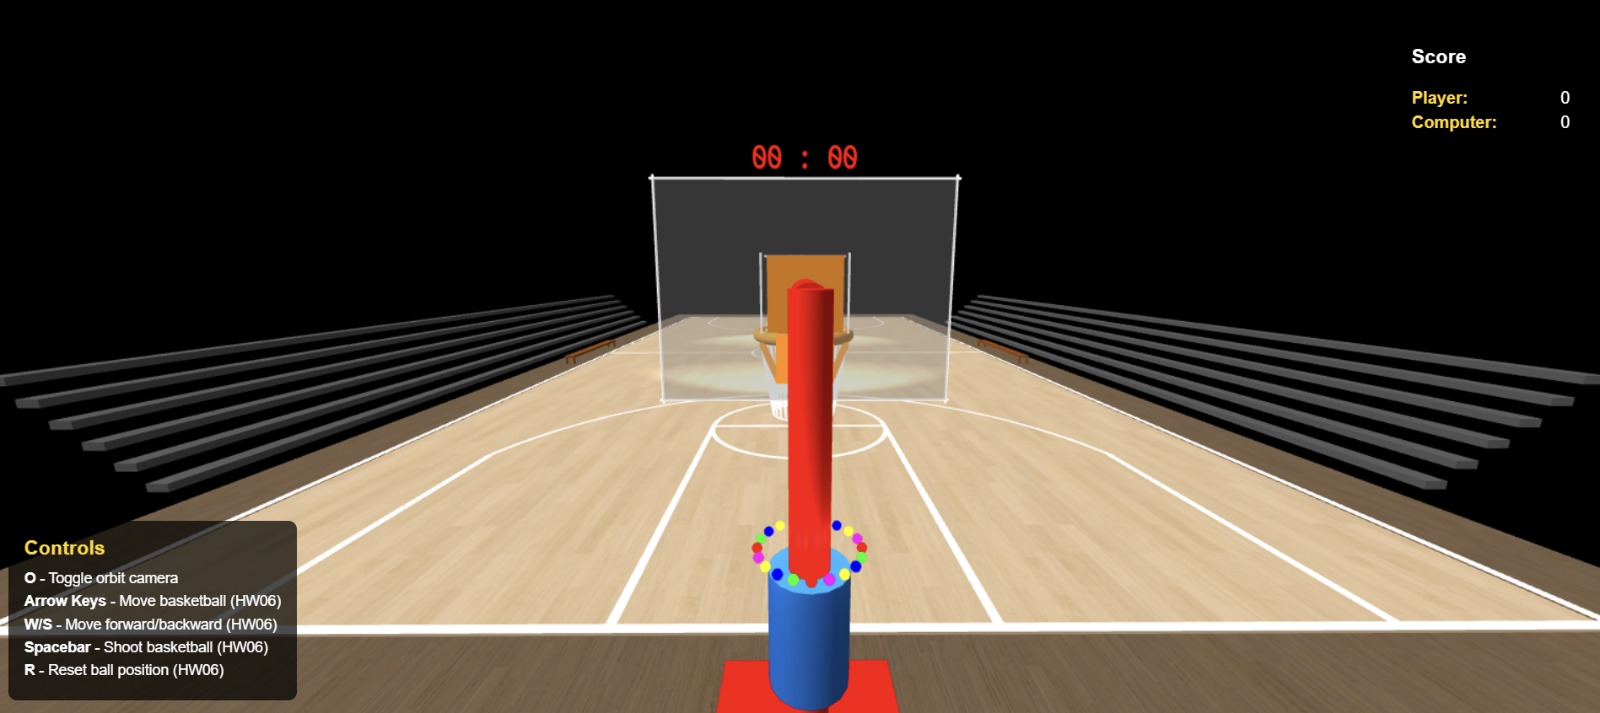 Score
Player: 0
Computer: 0
00 : 00
Controls
O - Toggle orbit camera
Arrow Keys - Move basketball (HW06)
W/S - Move forward/backward (HW06)
Spacebar - Shoot basketball (HW06)
R - Reset ball position (HW06)